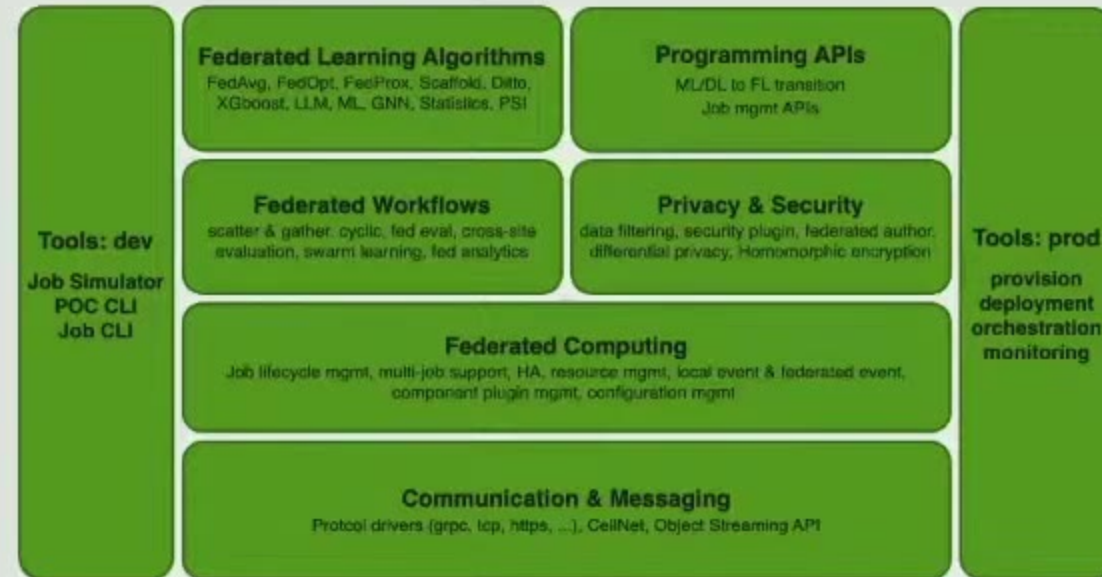 Tools: dev
Job Simulator
POC CLI
Job CLI
Federated Learning Algorithms
FedAvg, FedOpt, FedProx, Scaffold, Ditto,
XGboost, LLM, ML, GNN, Statistics, PSI
Programming APIs
ML/DL to FL transition
Job mgmt APIs
Federated Workflows
scatter & gather, cyclic, fed eval, cross-site
evaluation, swarm learning, fed analytics
Privacy & Security
data filtering, security plugin, federated author.
differential privacy, Homomorphic encryption
Federated Computing
Job lifecycle mgmt, multi-job support, HA, resource mgmt, local event & federated event,
component plugin mgmt, configuration mgmt
Communication & Messaging
Protcol drivers (grpc, tcp, https, ...), CellNet, Object Streaming API
Tools: prod
provision
deployment
orchestration
monitoring